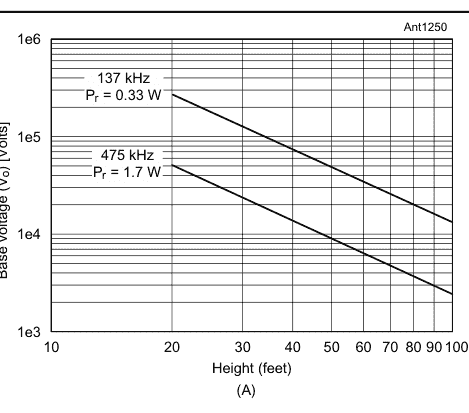 Ant1250
1e6
137 kHz
Pr = 0.33 W
1e5
475 kHz
Pr = 1.7 W
Base voltage (Vo) [Volts]
1e4
1e3
10 20 30 40 50 60 70 80 90 100
Height (feet)
(A)